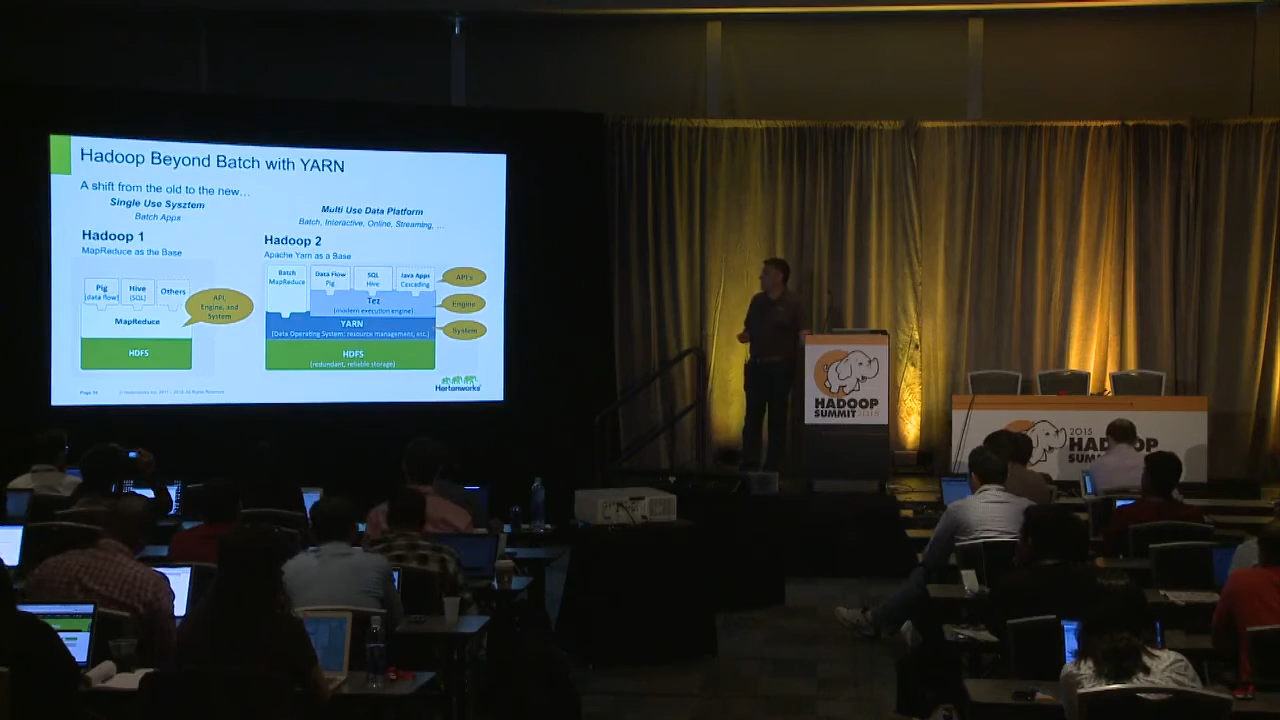 Hadoop Beyond Batch with YARN
A shift from the old to the new…
Single Use Sysztem
Batch Apps
Hadoop 1
MapReduce as the Base
Pig
(data flow)
Hive
(SQL)
Others
API,
Engine, and
System
MapReduce
HDFS
Multi Use Data Platform
Batch, Interactive, Online, Streaming, …
Hadoop 2
Apache Yarn as a Base
Batch
MapReduce
Data Flow
Pig
SQL
Hive
Java Apps
Cascading
API's
Tez
(modern execution engine)
Engine
YARN
(Data Operating System: resource management, etc.)
System
HDFS
(redundant, reliable storage)
Hortonworks
HADOOP
SUMMIT 2015
2015
HADOOP